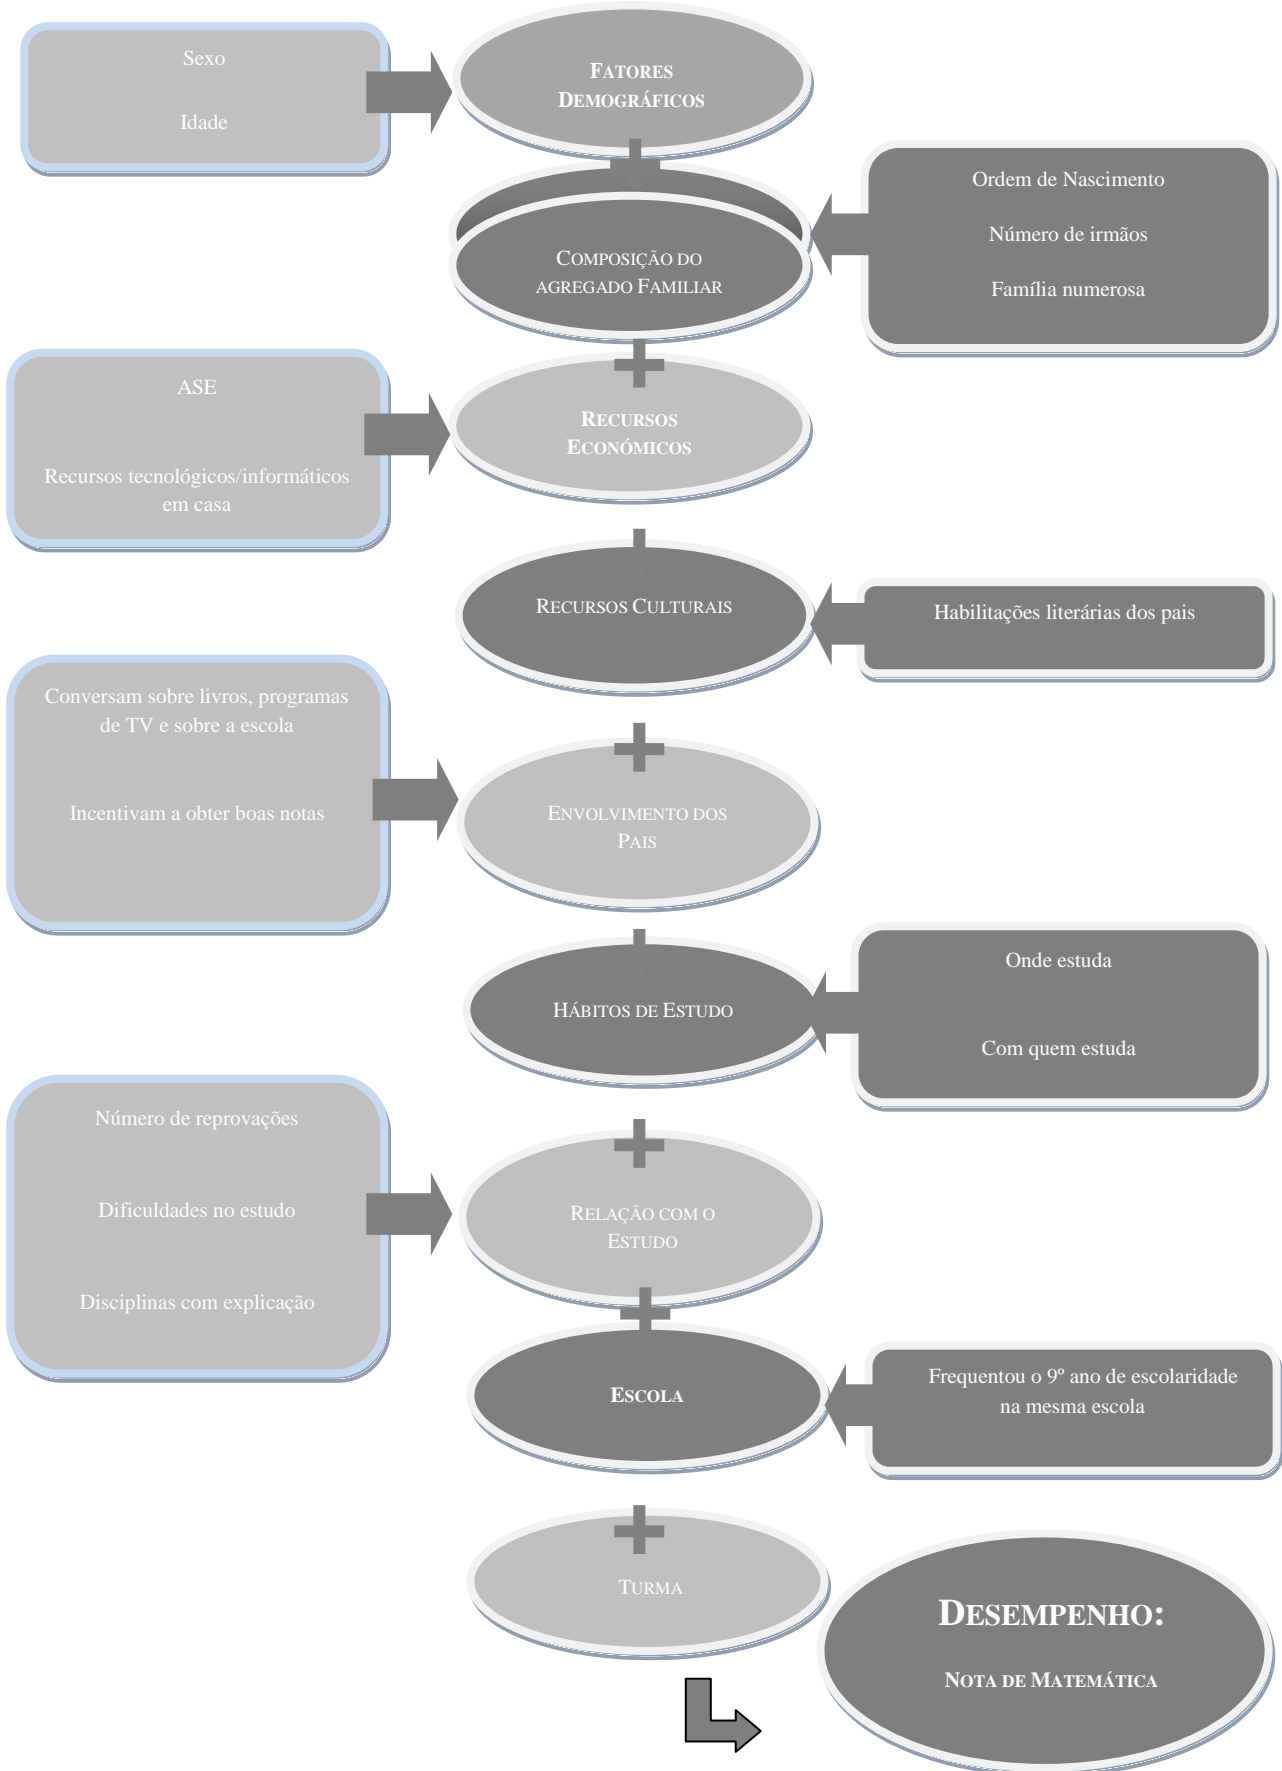 Sexo
Idade
FATORES
DEMOGRÁFICOS
Ordem de Nascimento
Número de irmãos
Família numerosa
COMPOSIÇÃO DO
AGREGADO FAMILIAR
ASE
Recursos tecnológicos/informáticos
em casa
RECURSOS
ECONÓMICOS
RECURSOS CULTURAIS
Habilitações literárias dos pais
Conversam sobre livros, programas
de TV e sobre a escola
Incentivam a obter boas notas
ENVOLVIMENTO DOS
PAIS
HÁBITOS DE ESTUDO
Onde estuda
Com quem estuda
Número de reprovações
Dificuldades no estudo
Disciplinas com explicação
RELAÇÃO COM O
ESTUDO
ESCOLA
Frequentou o 9º ano de escolaridade
na mesma escola
TURMA
DESEMPENHO:
NOTA DE MATEMÁTICA